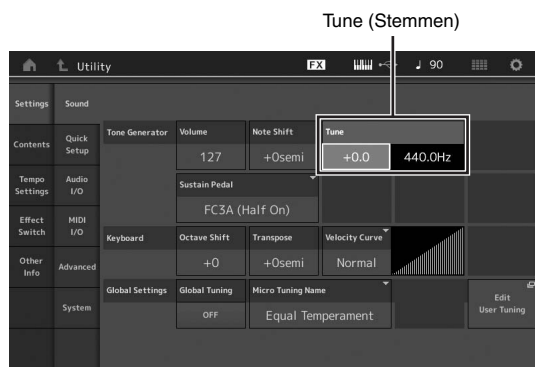 Tune (Stemmen)
Utility
FX
90
Settings
Sound
Contents
Quick Setup
Tempo Settings
Audio I/O
Effect Switch
MIDI I/O
Other Info
Advanced
System
Tone Generator
Volume
Note Shift
Tune
127
+0semi
+0.0
440.0Hz
Sustain Pedal
FC3A (Half On)
Keyboard
Octave Shift
Transpose
Velocity Curve
+0
+0semi
Normal
Global Settings
Global Tuning
Micro Tuning Name
OFF
Equal Temperament
Edit
User Tuning